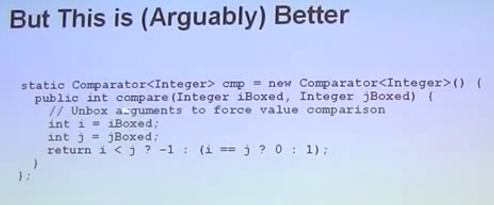 But This is (Arguably) Better
static Comparator<Integer> cmp = new Comparator<Integer>() {
public int compare(Integer iBoxed, Integer jBoxed) {
// Unbox arguments to force value comparison
int i = iBoxed;
int j = jBoxed;
return i < j ? -1 : (i == j ? 0 : 1);
}
};